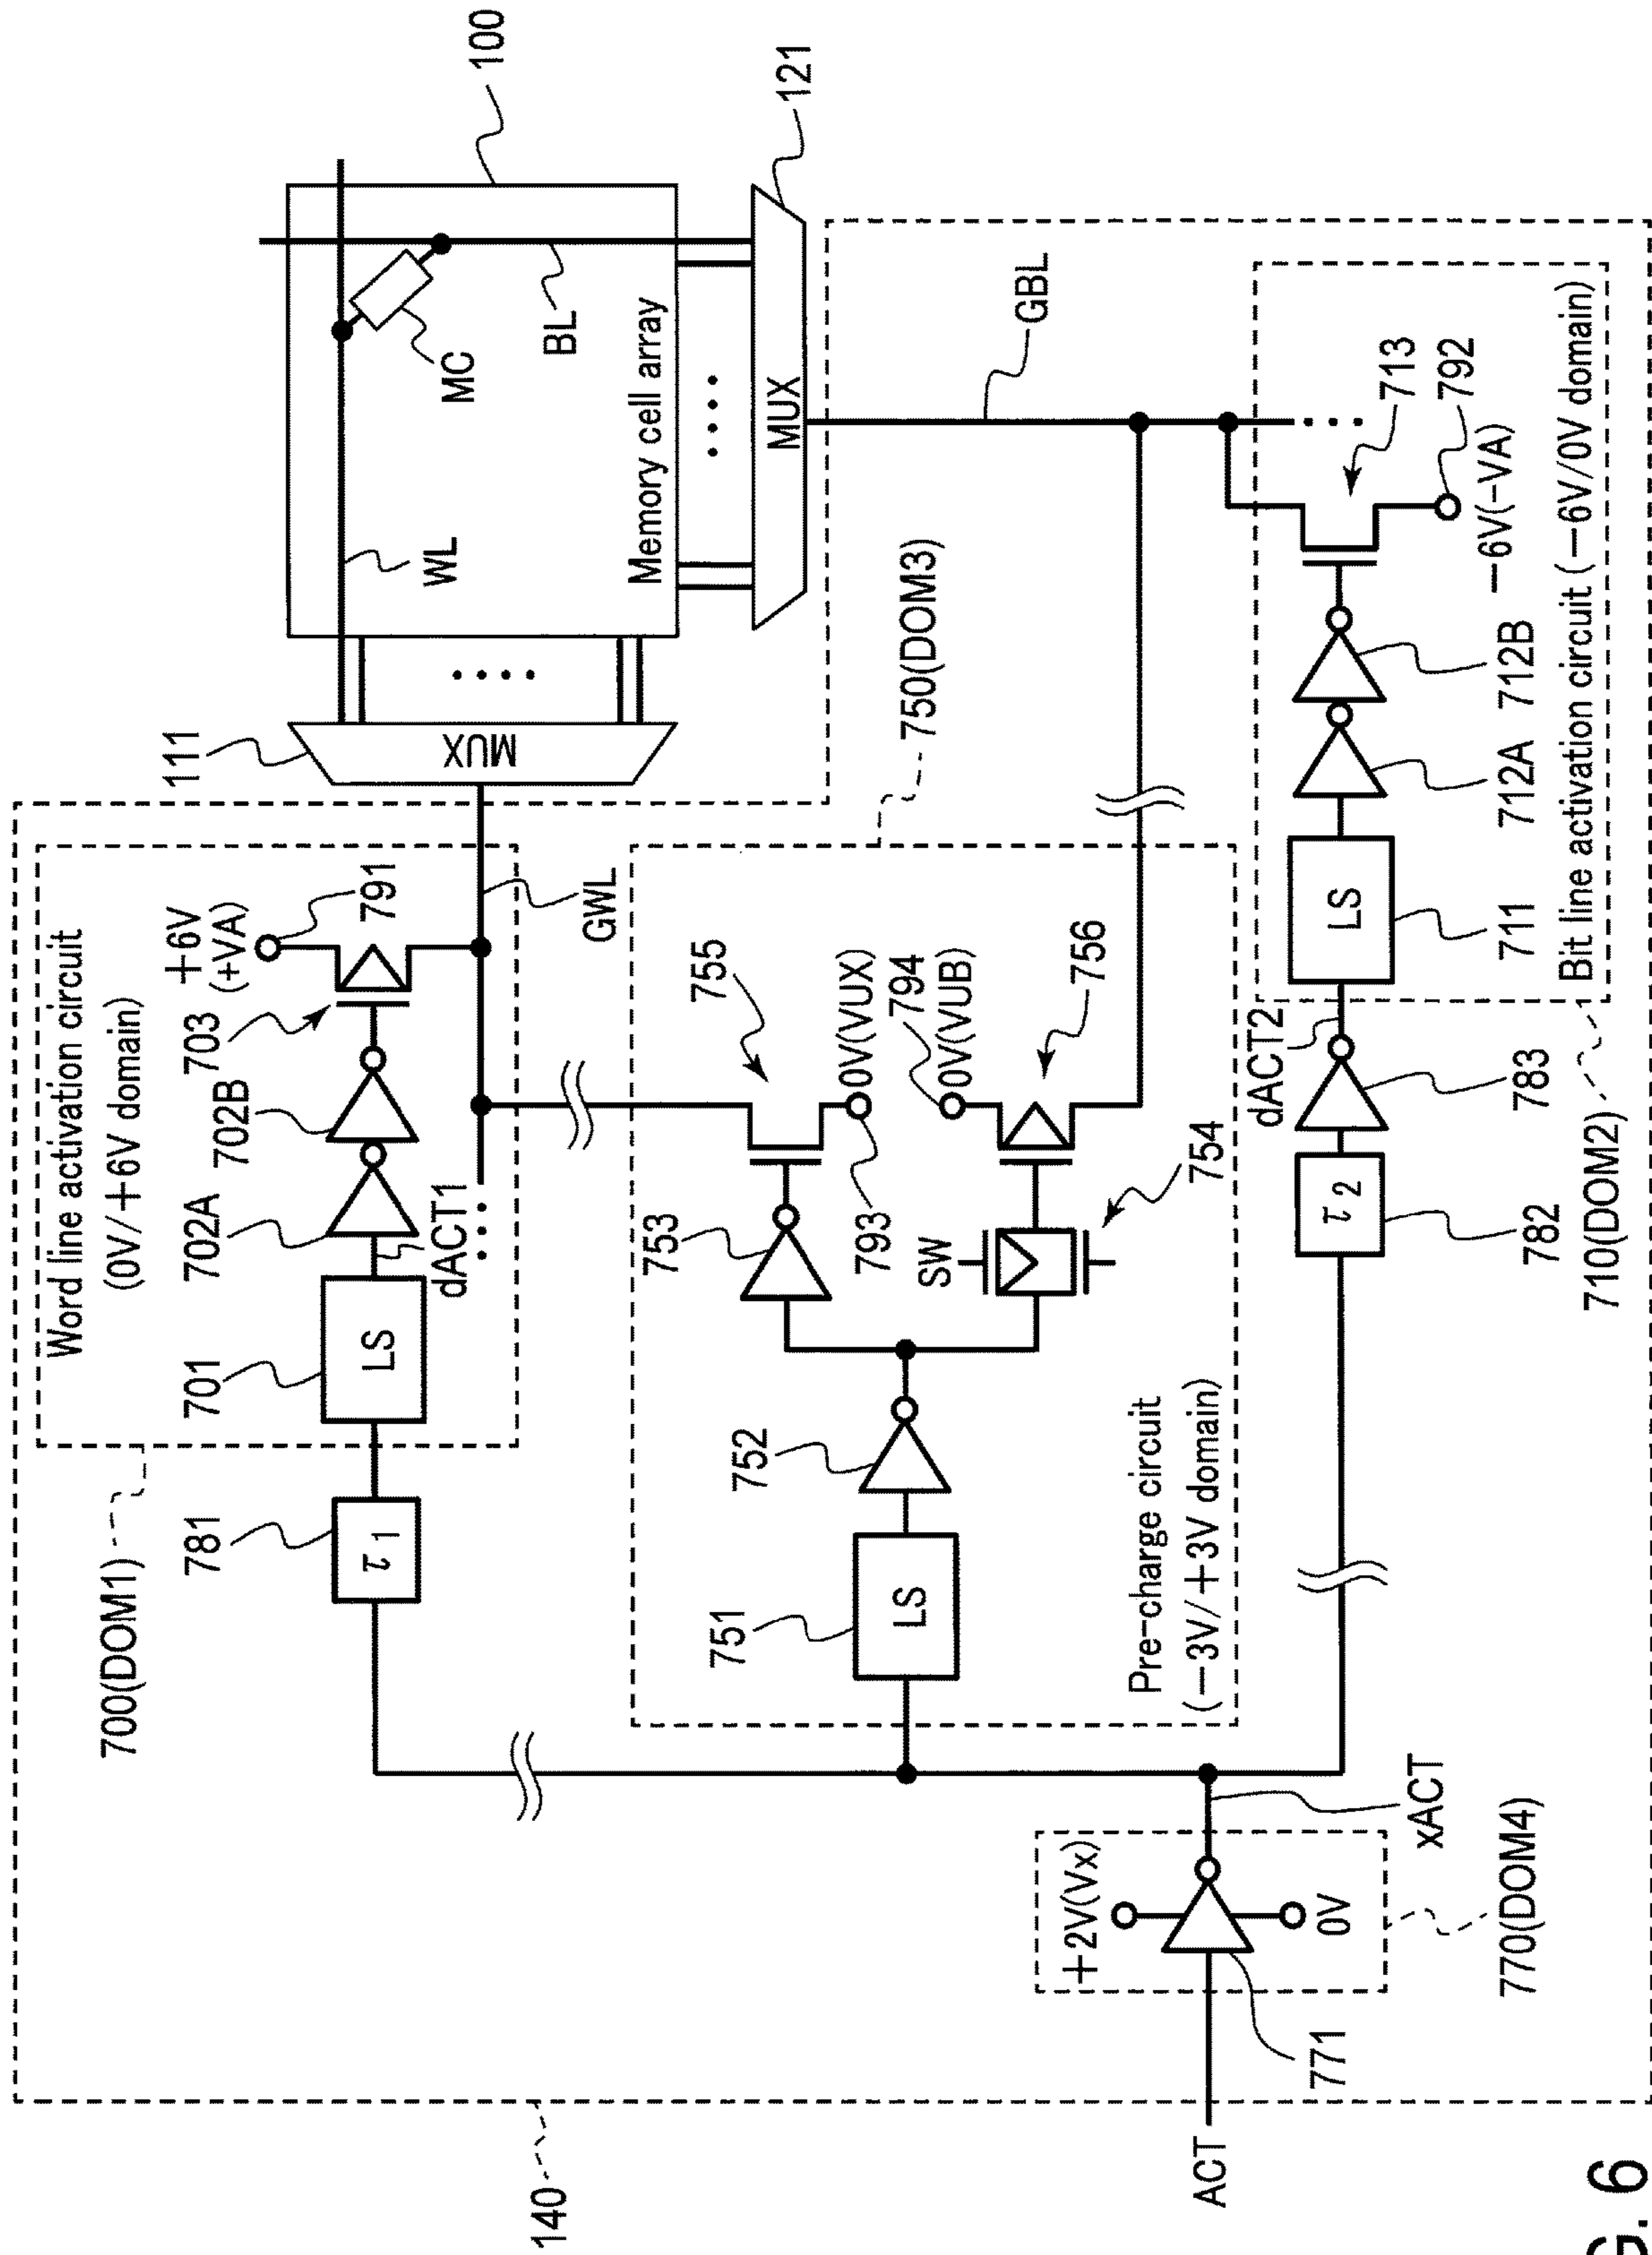 140
Word line activation circuit
(0V/+6V domain)
700(DOM1)
781
τ1
701
LS
702A
702B
703
+6V
(+VA)
791
dACT1
GWL
111
MUX
WL
MC
BL
Memory cell array
100
MUX
121
GBL
750(DOM3)
751
LS
752
753
SW
754
755
0V(VUX)
793
794
0V(VUB)
756
Pre-charge circuit
(−3V/+3V domain)
ACT
771
+2V(Vx)
0V
770(DOM4)
xACT
τ2
782
783
dACT2
710(DOM2)
LS
711
712A
712B
713
−6V(−VA)
792
Bit line activation circuit (−6V/0V domain)
G. 6